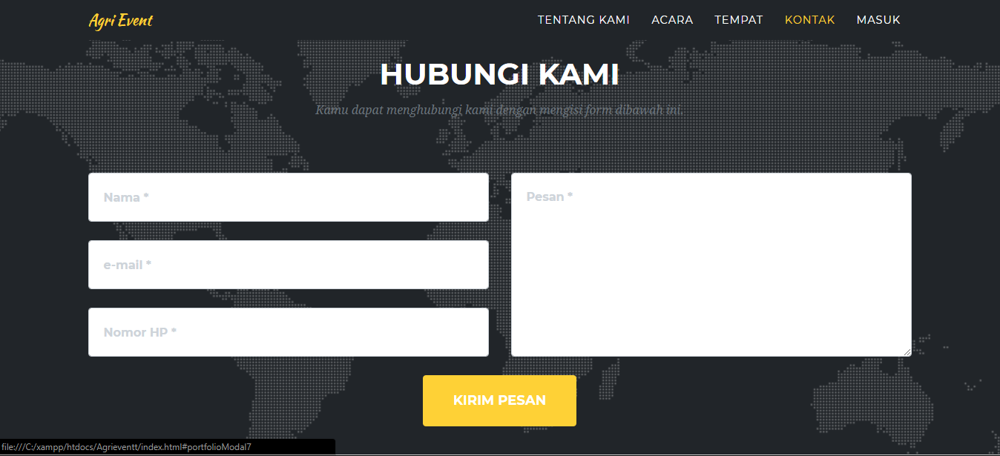 Agri Event
TENTANG KAMI ACARA TEMPAT KONTAK MASUK
HUBUNGI KAMI
Kamu dapat menghubungi kami dengan mengisi form dibawah ini.
Nama *
Pesan *
e-mail *
Nomor HP *
KIRIM PESAN
file:///C:/xampp/htdocs/Agrieventt/index.html#portfolioModal7